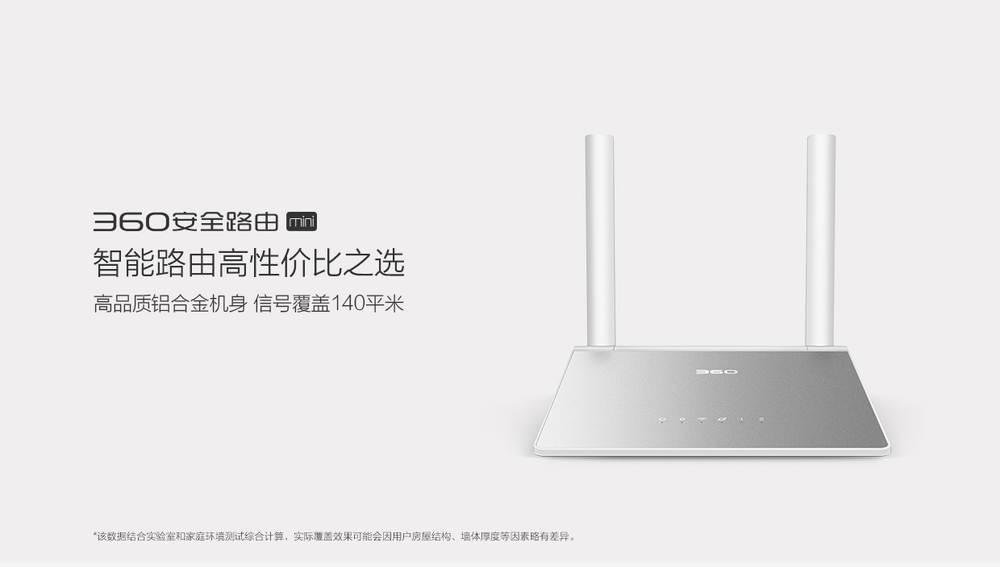 360安全路由 mini
智能路由高性价比之选
高品质铝合金机身 信号覆盖140平米
360
*该数据结合实验室和家庭环境测试综合计算，实际覆盖效果可能会因用户房屋结构、墙体厚度等因素略有差异。